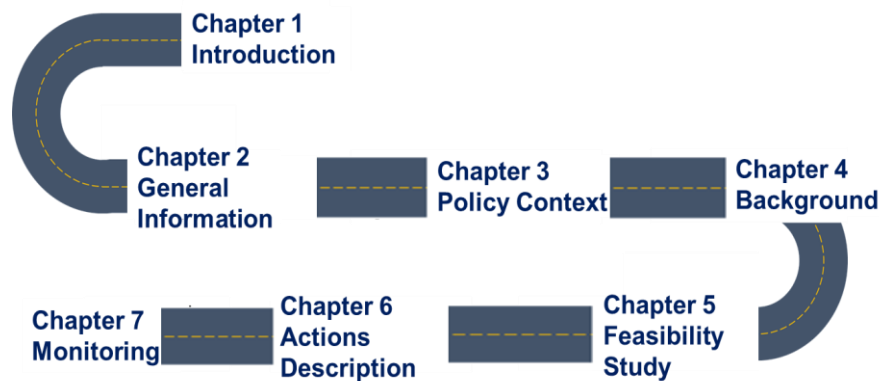 Chapter 1
Introduction
Chapter 2
General
Information
Chapter 3
Policy Context
Chapter 4
Background
Chapter 5
Feasibility
Study
Chapter 6
Actions
Description
Chapter 7
Monitoring